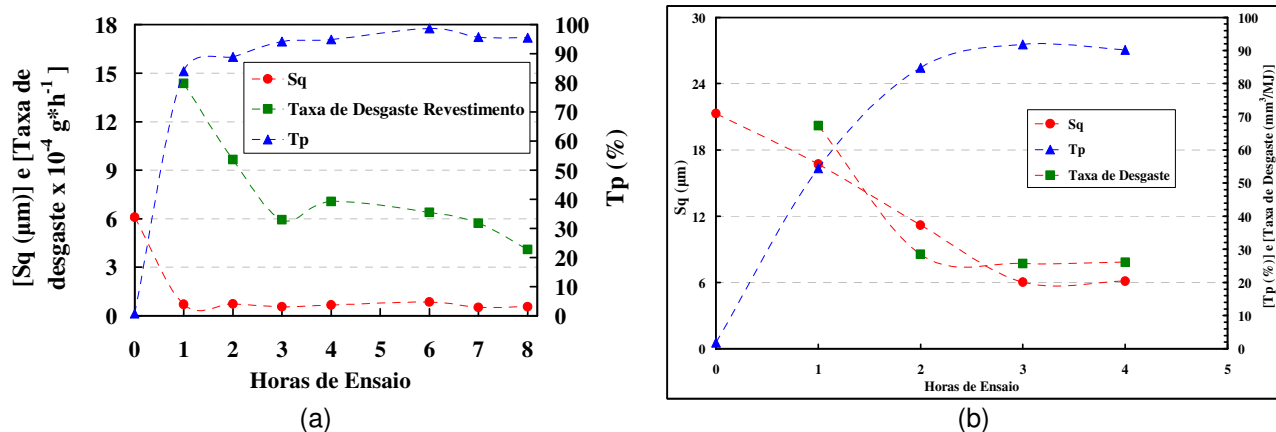 [Sq (µm)] e [Taxa de
desgaste x 10⁻⁴ g*h⁻¹ ]
18
15
12
9
6
3
0
Sq
Taxa de Desgaste Revestimento
Tp
100
90
80
70
60
50
40
30
20
10
0
Tp (%)
0 1 2 3 4 5 6 7 8
Horas de Ensaio
(a)
Sq (µm)
30
24
18
12
6
0
Sq
Tp
Taxa de Desgaste
100
90
80
70
60
50
40
30
20
10
0
[Tp (%)] e [Taxa de Desgaste (mm³/MJ)]
0 1 2 3 4 5
Horas de Ensaio
(b)